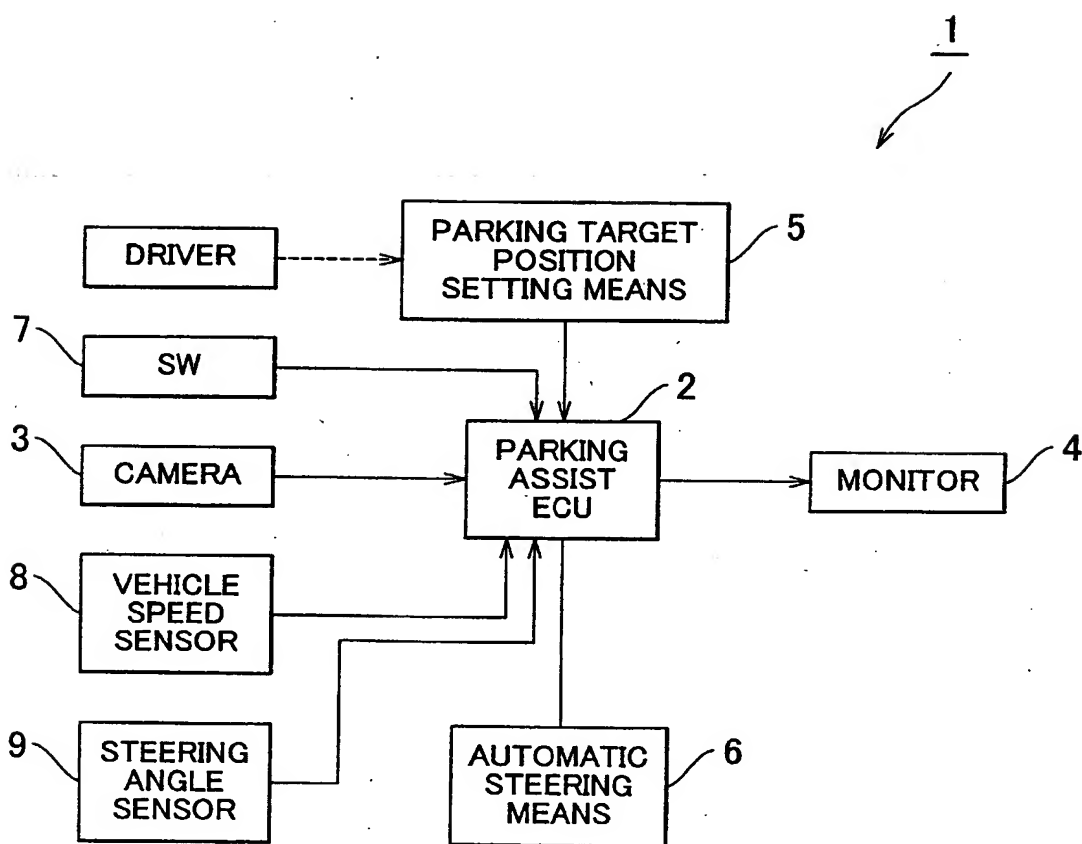 1
PARKING TARGET
POSITION
SETTING MEANS
5
DRIVER
7
SW
2
3
CAMERA
PARKING
ASSIST
ECU
MONITOR
4
8
VEHICLE
SPEED
SENSOR
9
STEERING
ANGLE
SENSOR
AUTOMATIC
STEERING
MEANS
6